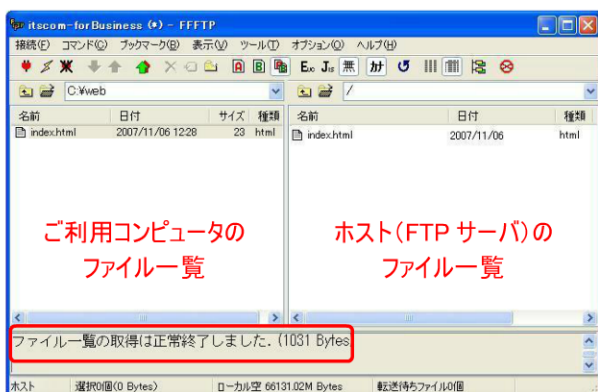 itscom-forBusiness (*) - FFFTP
接続(F) コマンド(C) ブックマーク(B) 表示(V) ツール(T) オプション(O) ヘルプ(H)
A B Exc Jis 無 カナ
C:¥web /
名前 日付 サイズ 種類 名前 日付 種類
index.html 2007/11/06 12:28 23 html index.html 2007/11/06 html
ご利用コンピュータの
ファイル一覧
ホスト(FTP サーバ)の
ファイル一覧
ファイル一覧の取得は正常終了しました. (1031 Bytes
ホスト 選択0個(0 Bytes) ローカル空 66131.02M Bytes 転送待ちファイル0個